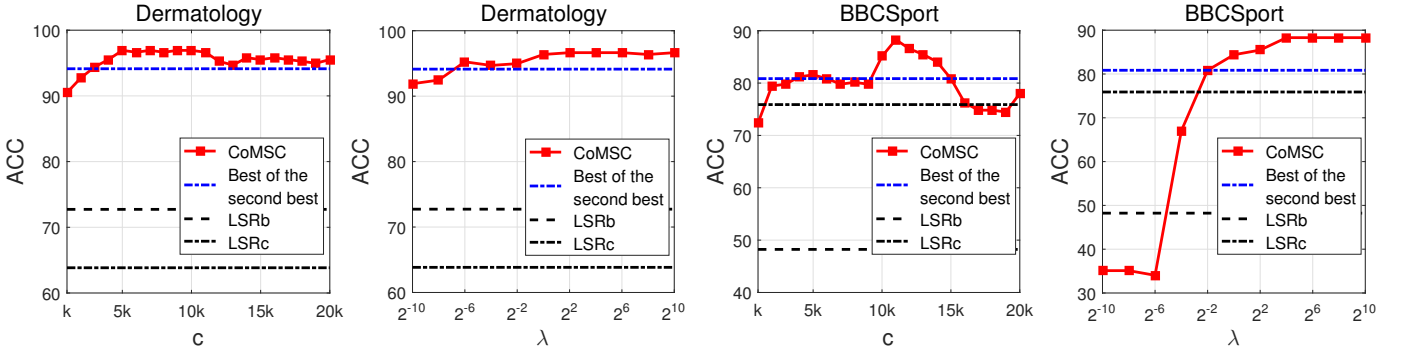 Dermatology
ACC
100
90
80
70
60
CoMSC
Best of the
second best
LSRb
LSRc
k
5k
10k
15k
20k
c
Dermatology
ACC
100
90
80
70
60
CoMSC
Best of the
second best
LSRb
LSRc
2^-10
2^-6
2^-2
2^2
2^6
2^10
λ
BBCSport
ACC
90
80
70
60
50
40
CoMSC
Best of the
second best
LSRb
LSRc
k
5k
10k
15k
20k
c
BBCSport
ACC
90
80
70
60
50
40
30
CoMSC
Best of the
second best
LSRb
LSRc
2^-10
2^-6
2^-2
2^2
2^6
2^10
λ